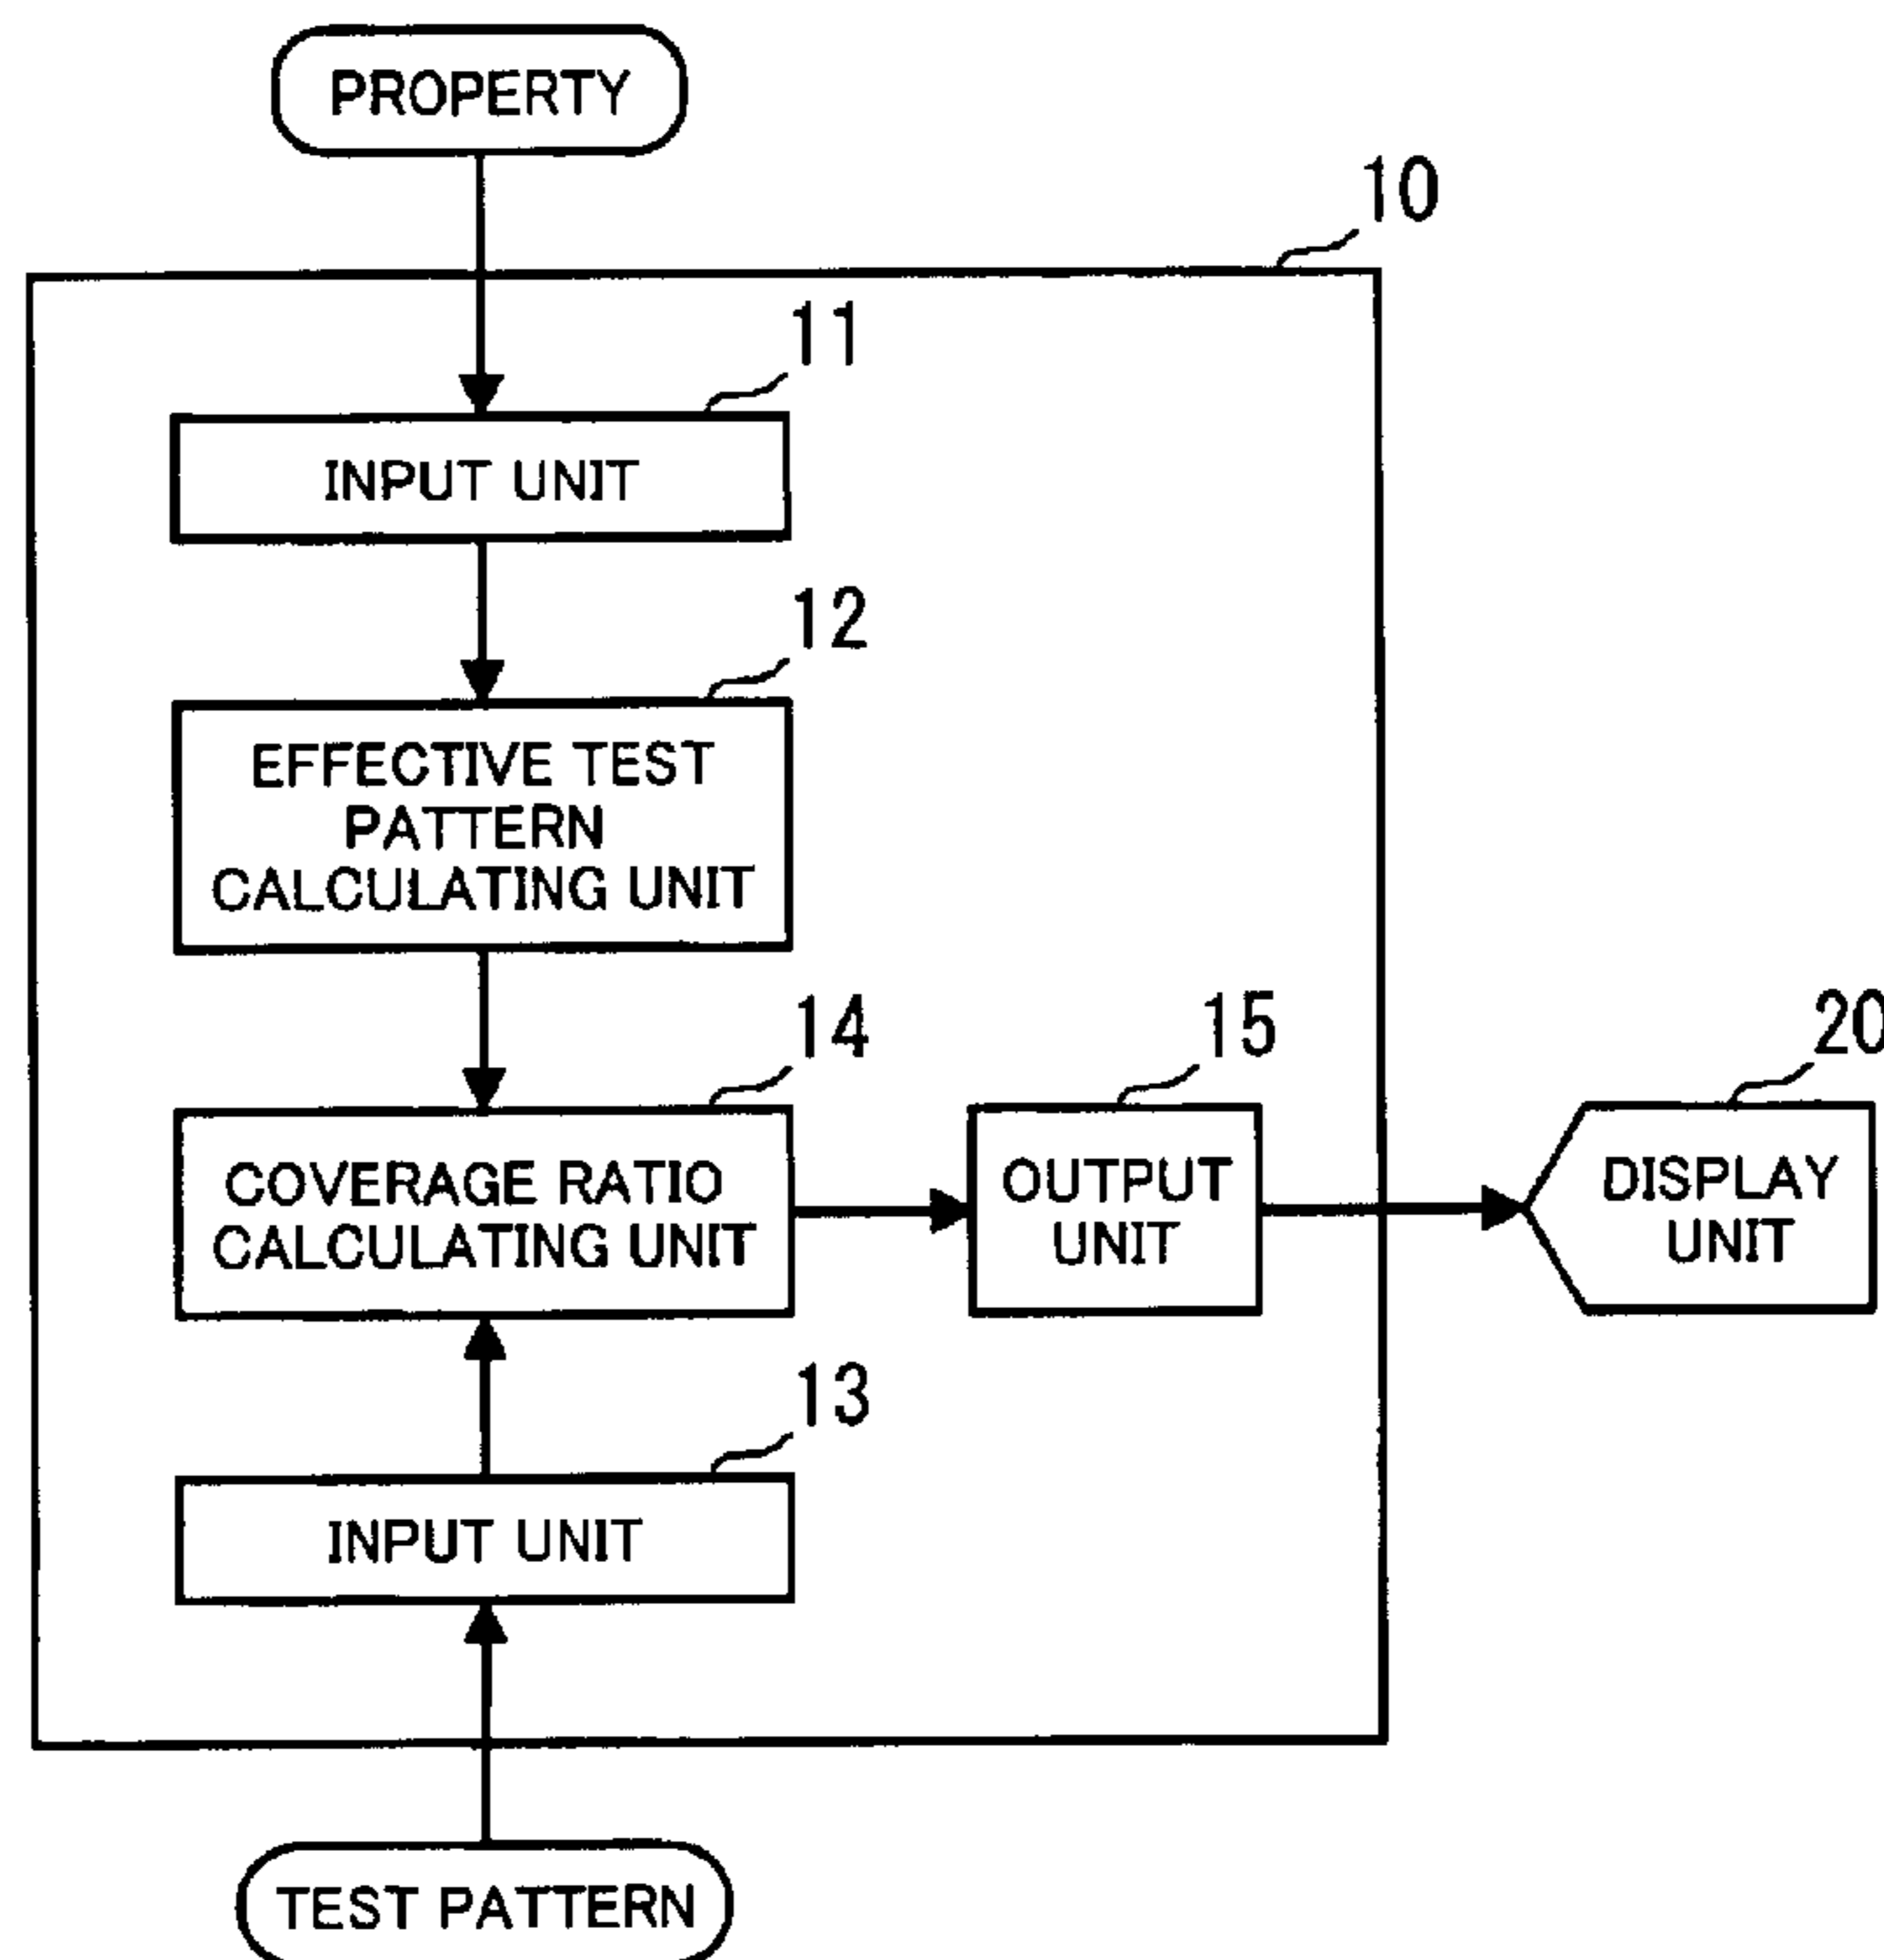 PROPERTY
10
11
INPUT UNIT
12
EFFECTIVE TEST
PATTERN
CALCULATING UNIT
14
COVERAGE RATIO
CALCULATING UNIT
15
OUTPUT
UNIT
20
DISPLAY
UNIT
13
INPUT UNIT
TEST PATTERN